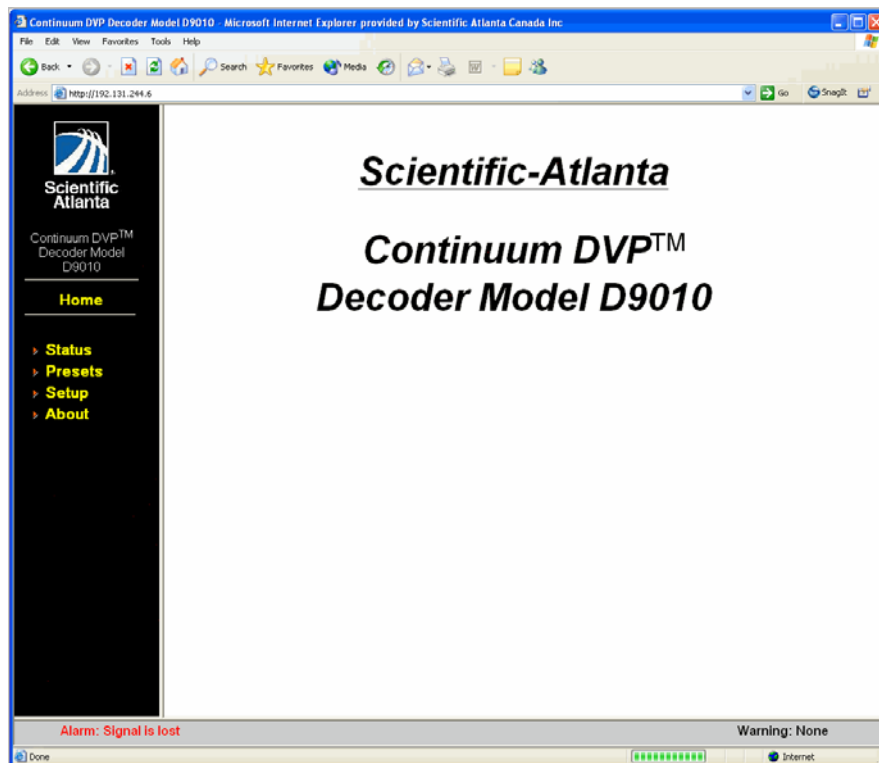 Continuum DVP Decoder Model D9010 - Microsoft Internet Explorer provided by Scientific Atlanta Canada Inc
File Edit View Favorites Tools Help
Back Search Favorites Media
Address http://192.131.244.6 Go SnagIt
Scientific
Atlanta
Continuum DVP™
Decoder Model
D9010
Home
Status
Presets
Setup
About
Scientific-Atlanta
Continuum DVP™
Decoder Model D9010
Alarm: Signal is lost Warning: None
Done Internet